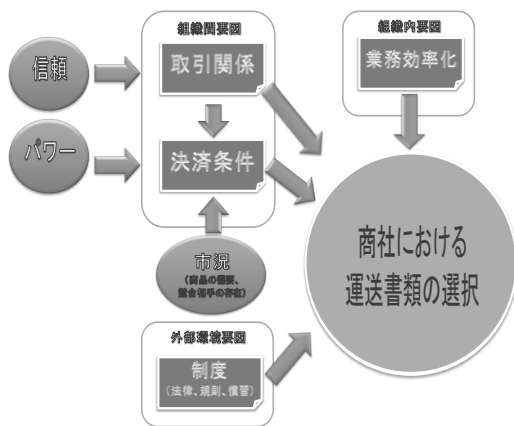 組織間要因
信頼
取引関係
パワー
決済条件
市況
(商品の需要、
競合相手の存在)
外部環境要因
制度
(法律、規則、慣習)
組織内要因
業務効率化
商社における
運送書類の選択